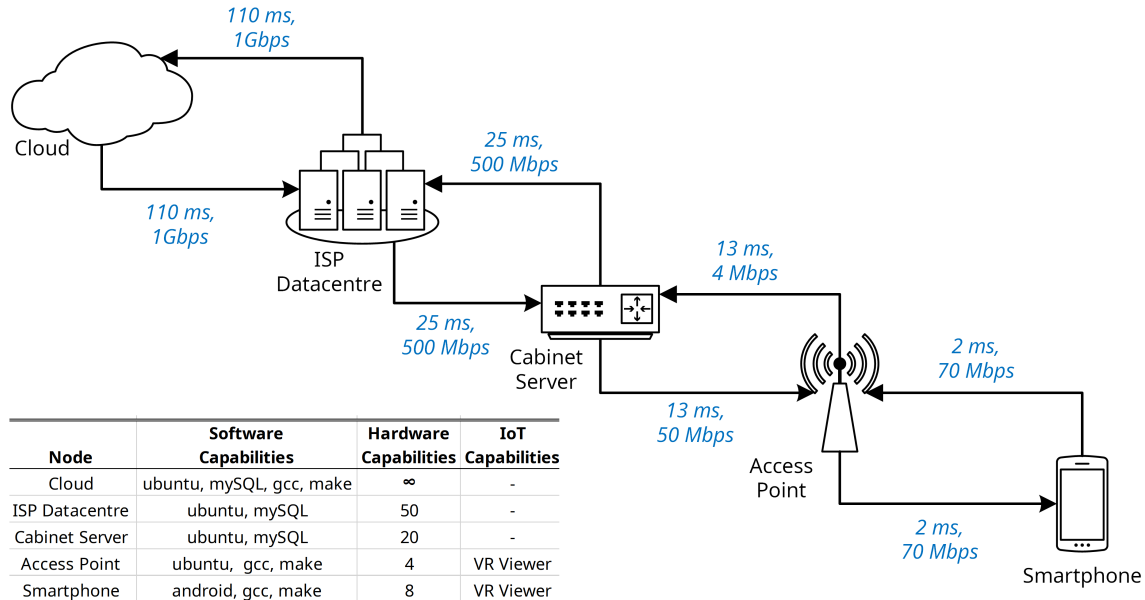 110 ms,
1Gbps
Cloud
110 ms,
1Gbps
25 ms,
500 Mbps
ISP
Datacentre
25 ms,
500 Mbps
13 ms,
4 Mbps
Cabinet
Server
13 ms,
50 Mbps
2 ms,
70 Mbps
Access
Point
2 ms,
70 Mbps
Smartphone
Software Hardware IoT
Node Capabilities Capabilities Capabilities
Cloud ubuntu, mySQL, gcc, make ∞ -
ISP Datacentre ubuntu, mySQL 50 -
Cabinet Server ubuntu, mySQL 20 -
Access Point ubuntu, gcc, make 4 VR Viewer
Smartphone android, gcc, make 8 VR Viewer